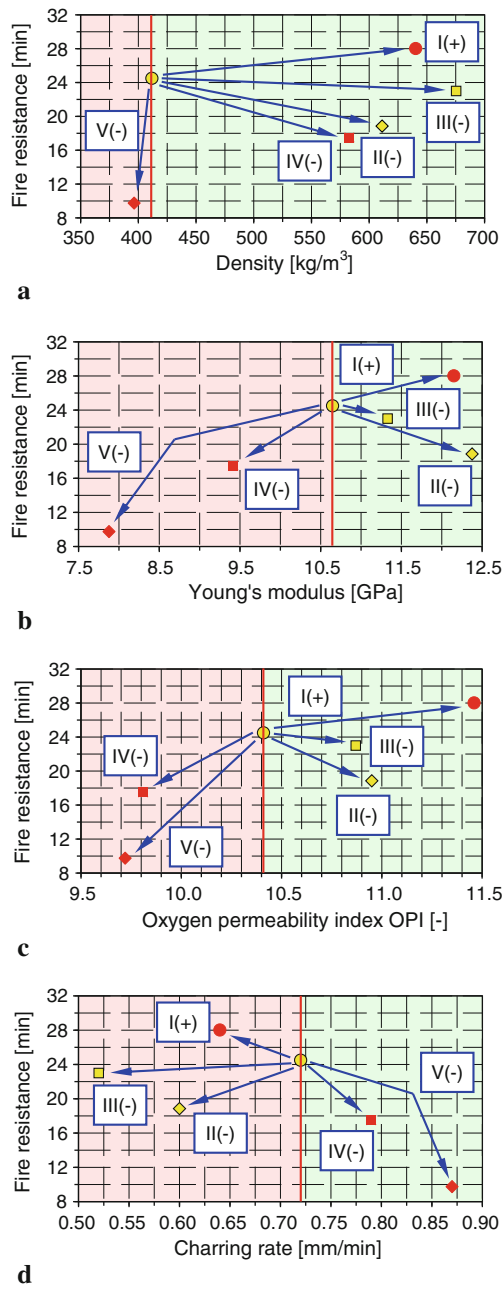 Fire resistance [min]
32
28
24
20
16
12
8
I(+)
V(-)
III(-)
IV(-)
II(-)
350 400 450 500 550 600 650 700
Density [kg/m³]
a
Fire resistance [min]
32
28
24
20
16
12
8
I(+)
III(-)
V(-)
IV(-)
II(-)
7.5 8.5 9.5 10.5 11.5 12.5
Young's modulus [GPa]
b
Fire resistance [min]
32
28
24
20
16
12
8
I(+)
IV(-)
III(-)
II(-)
V(-)
9.5 10.0 10.5 11.0 11.5
Oxygen permeability index OPI [-]
c
Fire resistance [min]
32
28
24
20
16
12
8
I(+)
V(-)
III(-)
II(-)
IV(-)
0.50 0.55 0.60 0.65 0.70 0.75 0.80 0.85 0.90
Charring rate [mm/min]
d